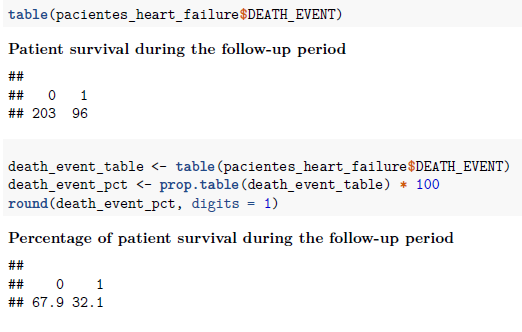 table(pacientes_heart_failure$DEATH_EVENT)
Patient survival during the follow-up period
##
## 0 1
## 203 96
death_event_table <- table(pacientes_heart_failure$DEATH_EVENT)
death_event_pct <- prop.table(death_event_table) * 100
round(death_event_pct, digits = 1)
Percentage of patient survival during the follow-up period
##
## 0 1
## 67.9 32.1